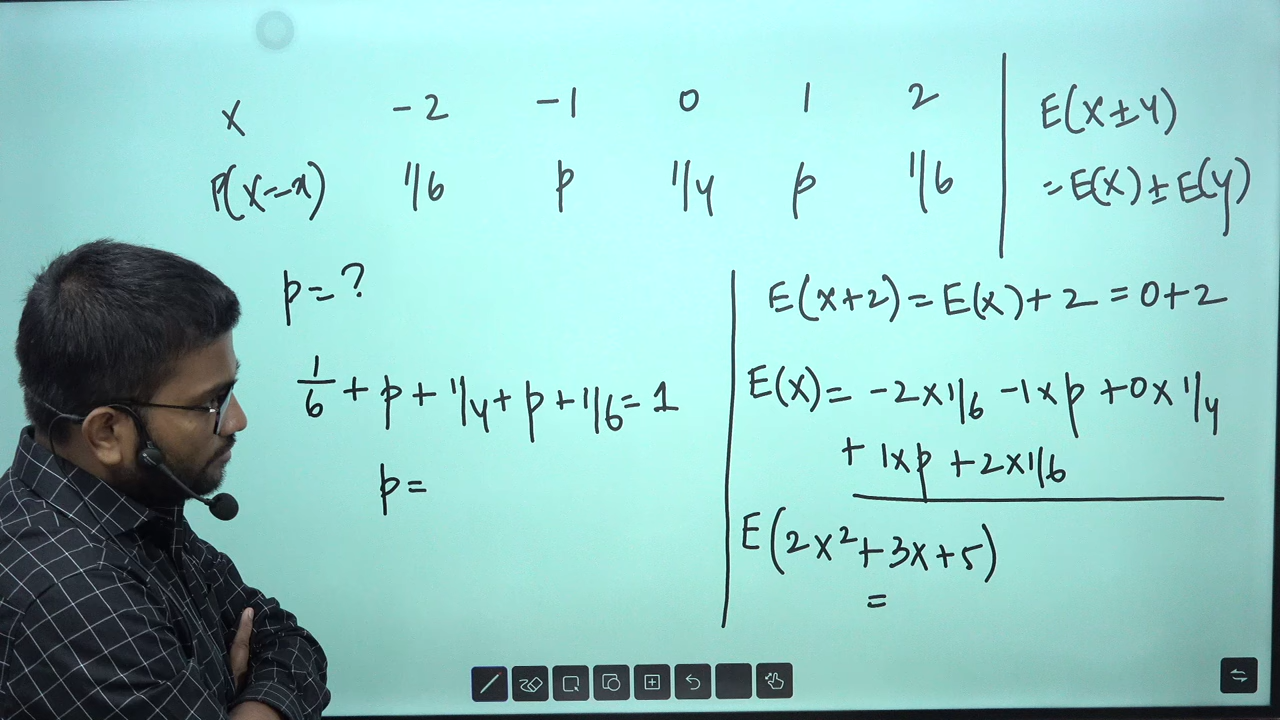 X -2 -1 0 1 2
P(X=x) 1/6 p 1/4 p 1/6
E(X±Y)
=E(X)±E(Y)
p=?
1/6 + p + 1/4 + p + 1/6 = 1
p=
E(X+2)=E(X)+2=0+2
E(X)= -2×1/6 -1×p +0×1/4
+ 1×p +2×1/6
E(2X²+3X+5)
=